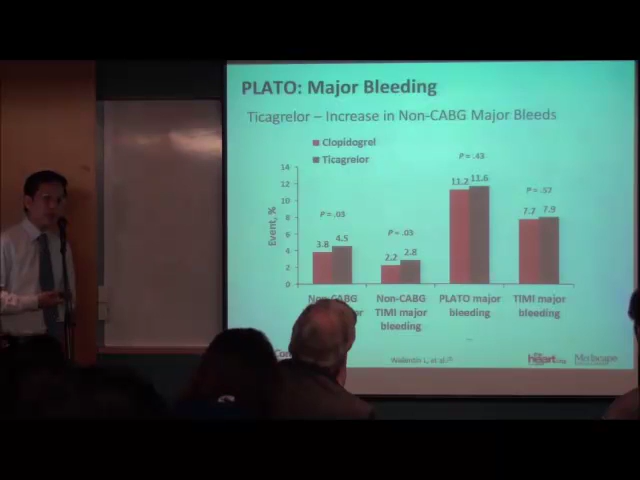 PLATO: Major Bleeding
Ticagrelor – Increase in Non-CABG Major Bleeds
Clopidogrel
Ticagrelor
Event, %
14
12
10
8
6
4
2
0
P = .03
3.8 4.5
P = .03
2.2 2.8
P = .43
11.2 11.6
P = .57
7.7 7.9
Non-CABG
Non-CABG
TIMI major
bleeding
PLATO major
bleeding
TIMI major
bleeding
Wallentin L, et al.
theheart.org
Medscape